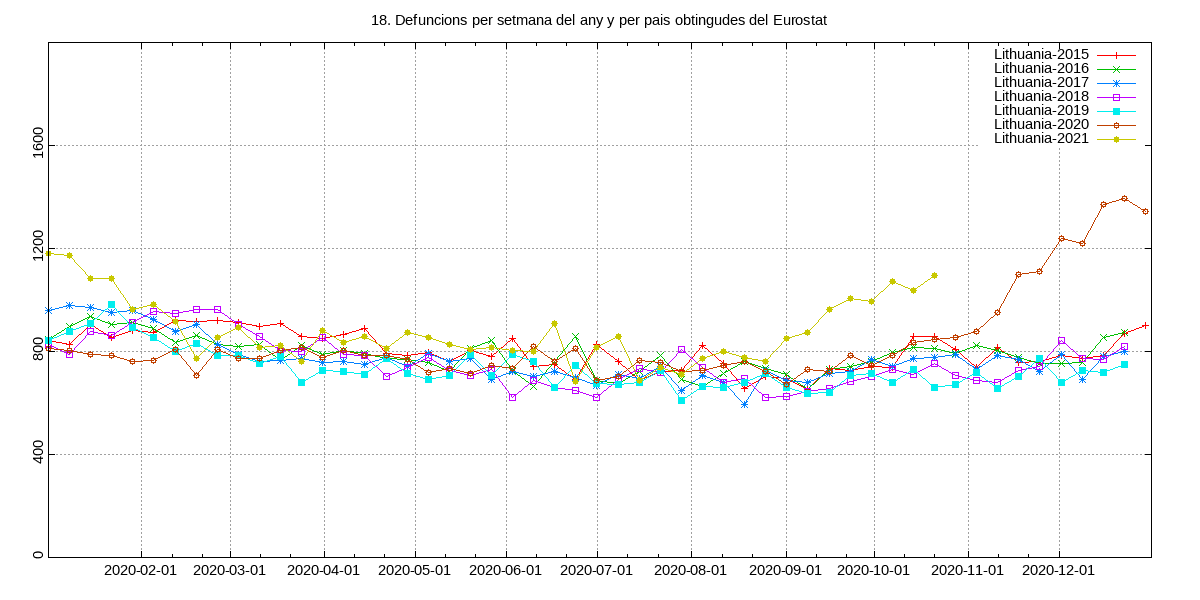 18. Defuncions per setmana del any y per pais obtingudes del Eurostat
Lithuania-2015
Lithuania-2016
Lithuania-2017
Lithuania-2018
Lithuania-2019
Lithuania-2020
Lithuania-2021
1600
1200
800
400
0
2020-02-01 2020-03-01 2020-04-01 2020-05-01 2020-06-01 2020-07-01 2020-08-01 2020-09-01 2020-10-01 2020-11-01 2020-12-01